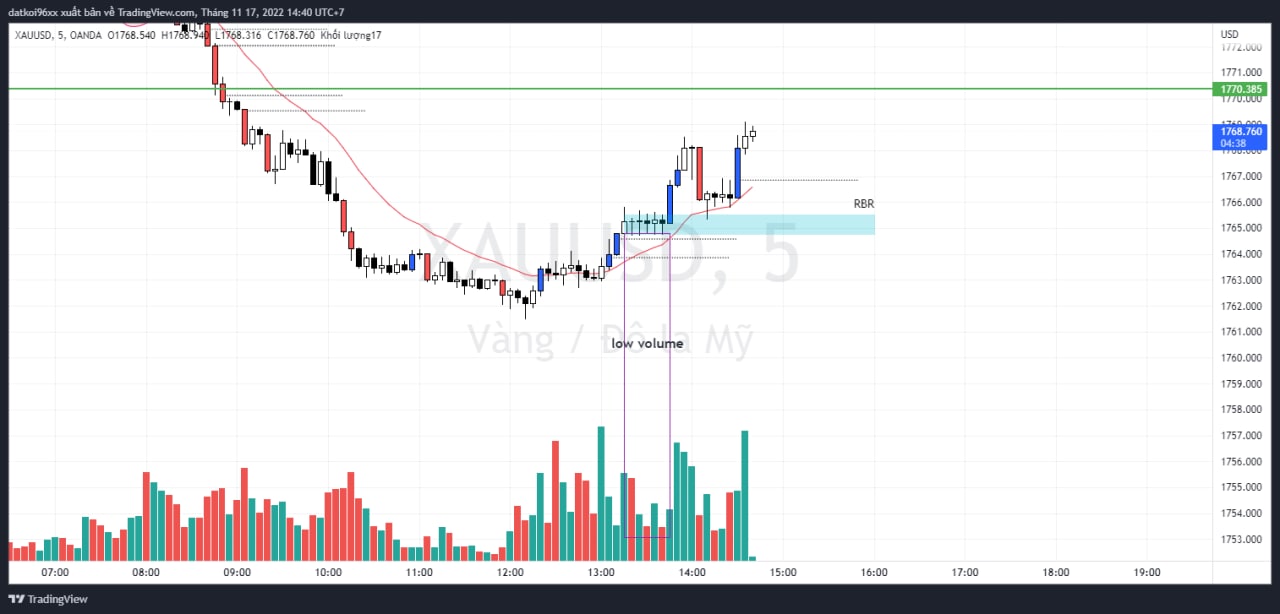 datkoi96xx xuất bản về TradingView.com, Tháng 11 17, 2022 14:40 UTC+7
XAUUSD, 5, OANDA O1768.540 H1768.940 L1768.316 C1768.760 Khối lượng17
USD
1772.000
1771.000
1770.385
1770.000
1769.000
1768.760
04:38
1768.000
1767.000
1766.000
1765.000
1764.000
1763.000
1762.000
1761.000
1760.000
1759.000
1758.000
1757.000
1756.000
1755.000
1754.000
1753.000
RBR
XAUUSD, 5
Vàng / Đô la Mỹ
low volume
07:00 08:00 09:00 10:00 11:00 12:00 13:00 14:00 15:00 16:00 17:00 18:00 19:00
TradingView